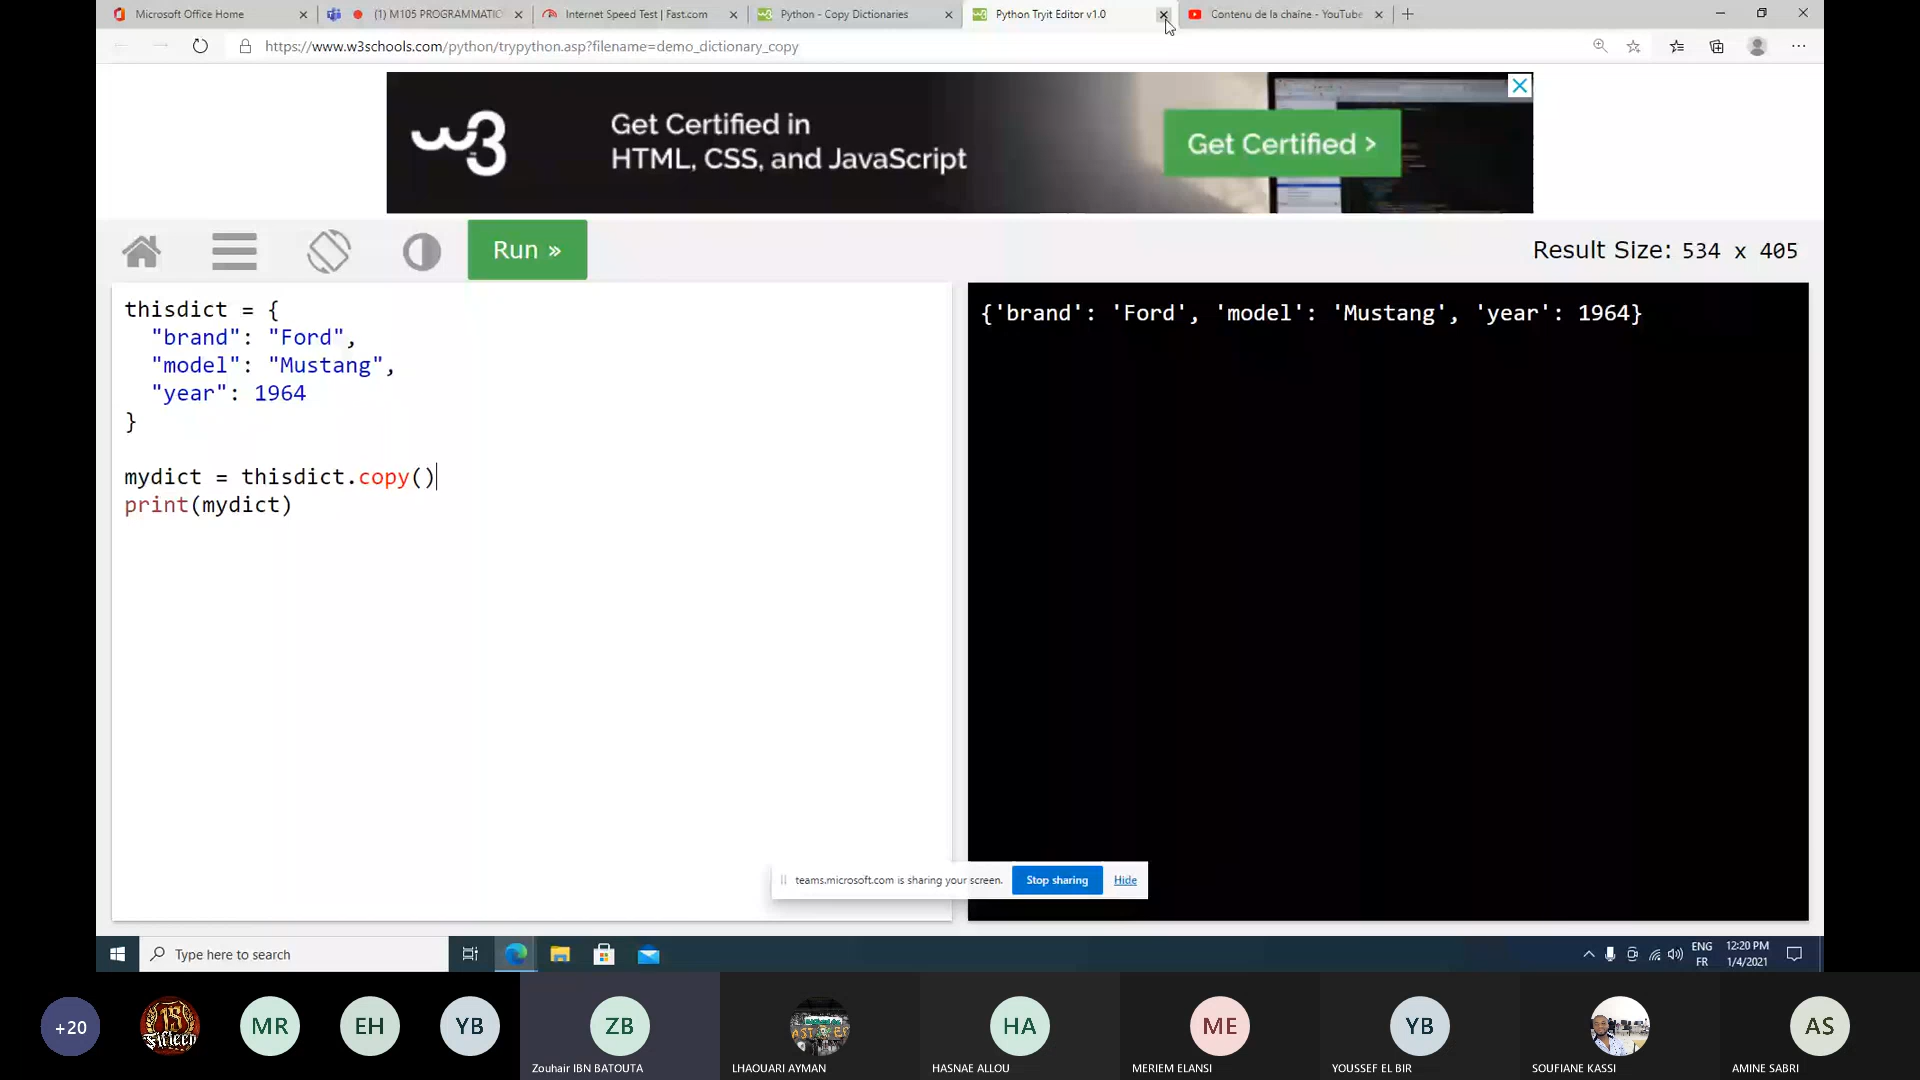 Microsoft Office Home
(1) M105 PROGRAMMATIC
Internet Speed Test | Fast.com
Python - Copy Dictionaries
Python Tryit Editor v1.0
Contenu de la chaîne - YouTube
https://www.w3schools.com/python/trypython.asp?filename=demo_dictionary_copy
w3
Get Certified in
HTML, CSS, and JavaScript
Get Certified >
Run »
Result Size: 534 x 405
thisdict = {
  "brand": "Ford",
  "model": "Mustang",
  "year": 1964
}
mydict = thisdict.copy()
print(mydict)
{'brand': 'Ford', 'model': 'Mustang', 'year': 1964}
teams.microsoft.com is sharing your screen.
Stop sharing
Hide
Type here to search
ENG
FR
12:20 PM
1/4/2021
+20
15
Fifteen
MR
EH
YB
ZB
HA
ME
YB
AS
Zouhair IBN BATOUTA
LHAOUARI AYMAN
HASNAE ALLOU
MERIEM ELANSI
YOUSSEF EL BIR
SOUFIANE KASSI
AMINE SABRI